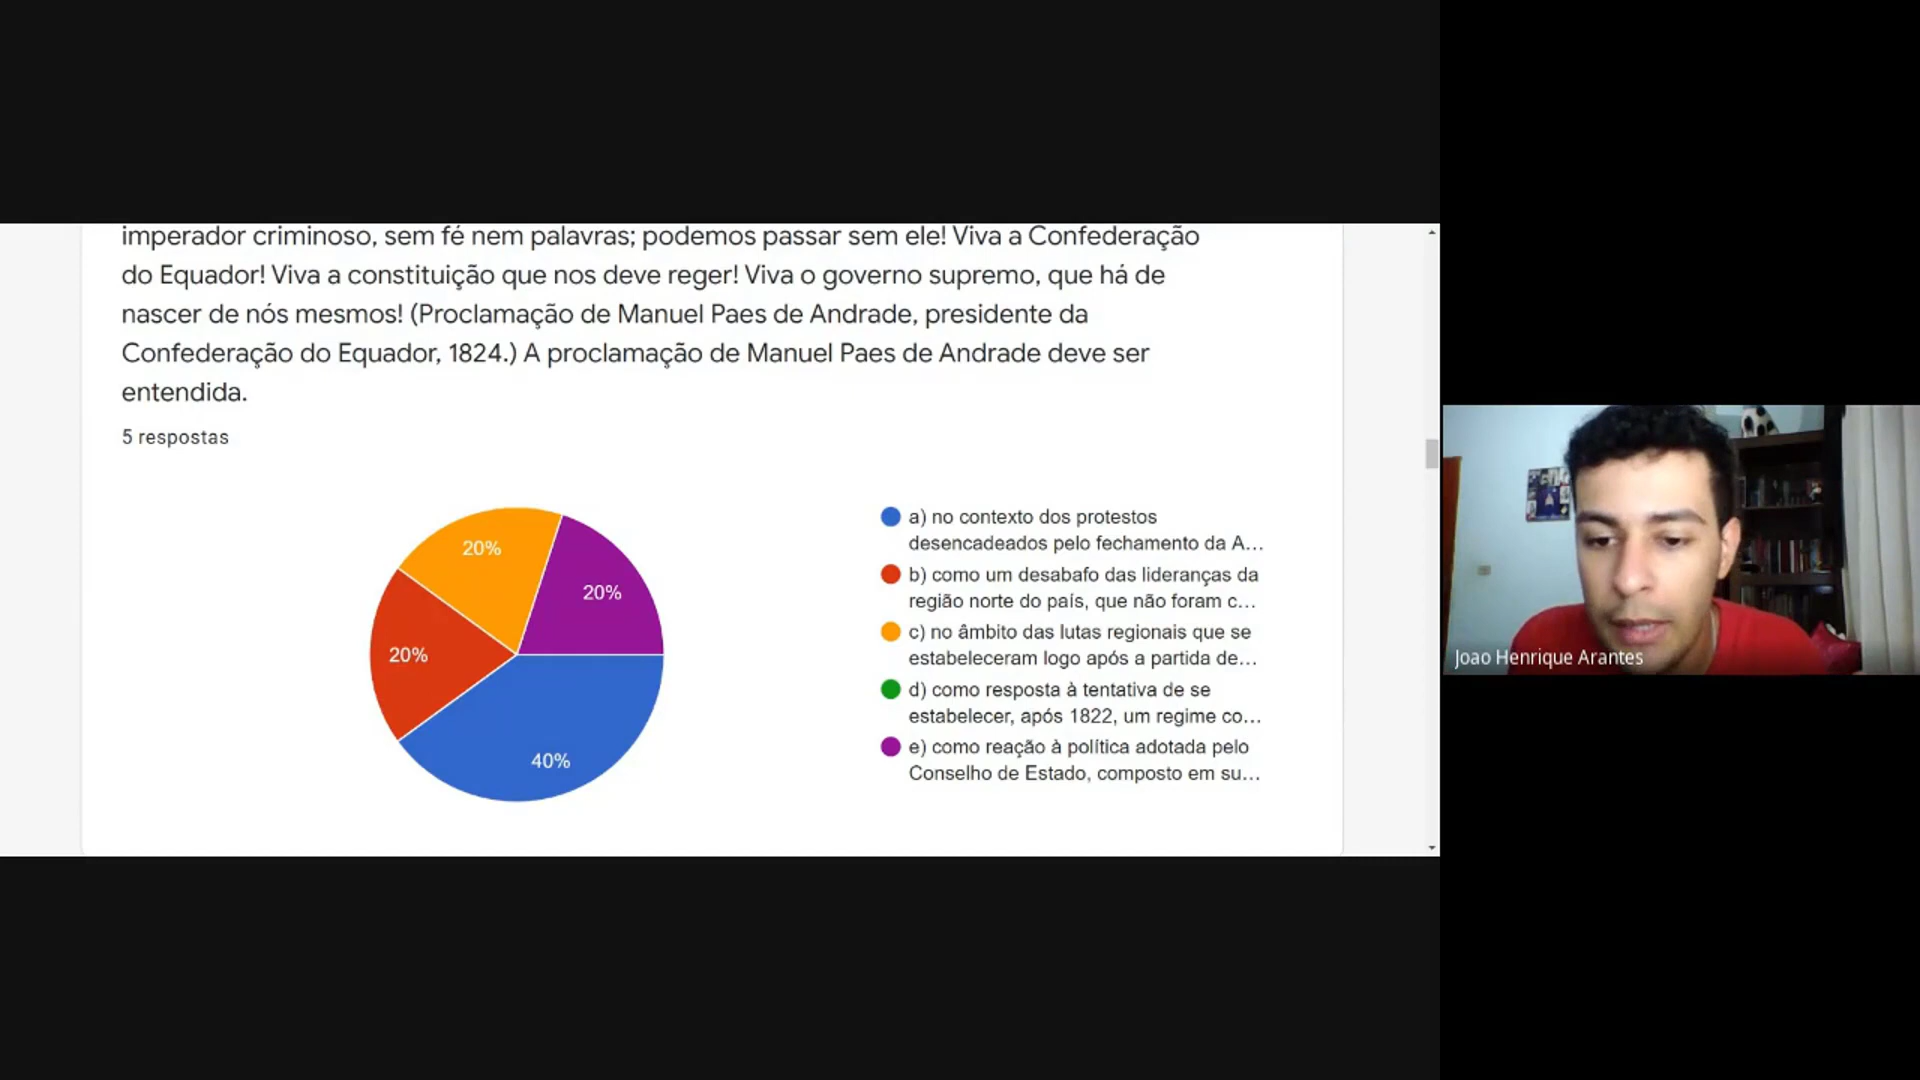 imperador criminoso, sem fé nem palavras; podemos passar sem ele! Viva a Confederação
do Equador! Viva a constituição que nos deve reger! Viva o governo supremo, que há de
nascer de nós mesmos! (Proclamação de Manuel Paes de Andrade, presidente da
Confederação do Equador, 1824.) A proclamação de Manuel Paes de Andrade deve ser
entendida.
5 respostas
20%
20%
20%
40%
a) no contexto dos protestos
desencadeados pelo fechamento da A...
b) como um desabafo das lideranças da
região norte do país, que não foram c...
c) no âmbito das lutas regionais que se
estabeleceram logo após a partida de...
d) como resposta à tentativa de se
estabelecer, após 1822, um regime co...
e) como reação à política adotada pelo
Conselho de Estado, composto em su...
Joao Henrique Arantes